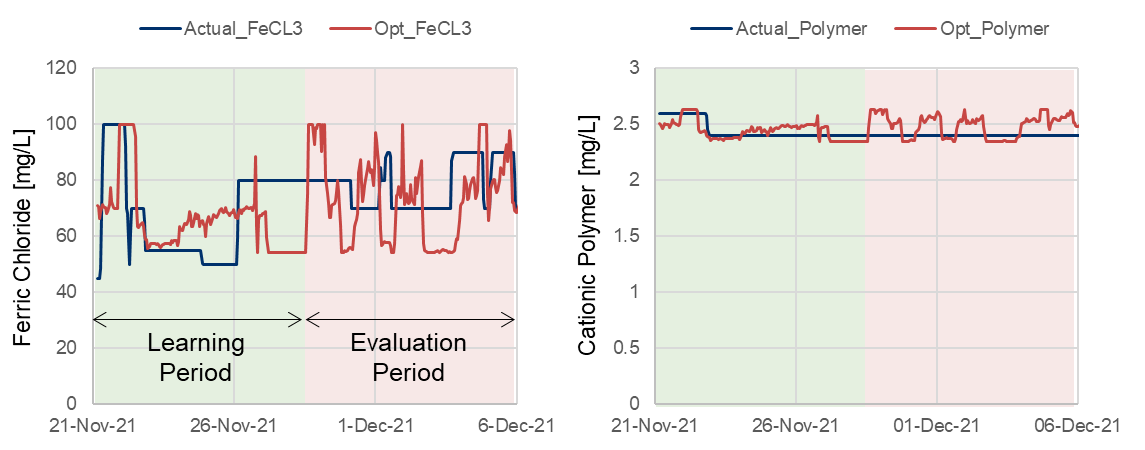 Actual_FeCL3 Opt_FeCL3
Ferric Chloride [mg/L]
120
100
80
60
40
20
0
Learning Period
Evaluation Period
21-Nov-21 26-Nov-21 1-Dec-21 6-Dec-21
Actual_Polymer Opt_Polymer
Cationic Polymer [mg/L]
3
2.5
2
1.5
1
0.5
0
21-Nov-21 26-Nov-21 01-Dec-21 06-Dec-21